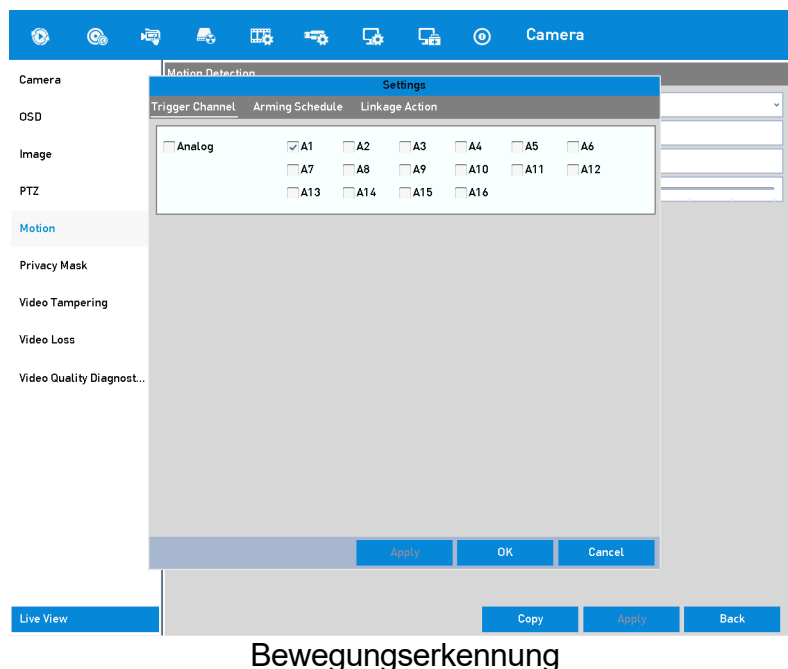 Camera
Camera
OSD
Image
PTZ
Motion
Privacy Mask
Video Tampering
Video Loss
Video Quality Diagnost...
Live View
Motion Detection
Settings
Trigger Channel Arming Schedule Linkage Action
Analog A1 A2 A3 A4 A5 A6
A7 A8 A9 A10 A11 A12
A13 A14 A15 A16
Apply OK Cancel
Copy Apply Back
Bewegungserkennung